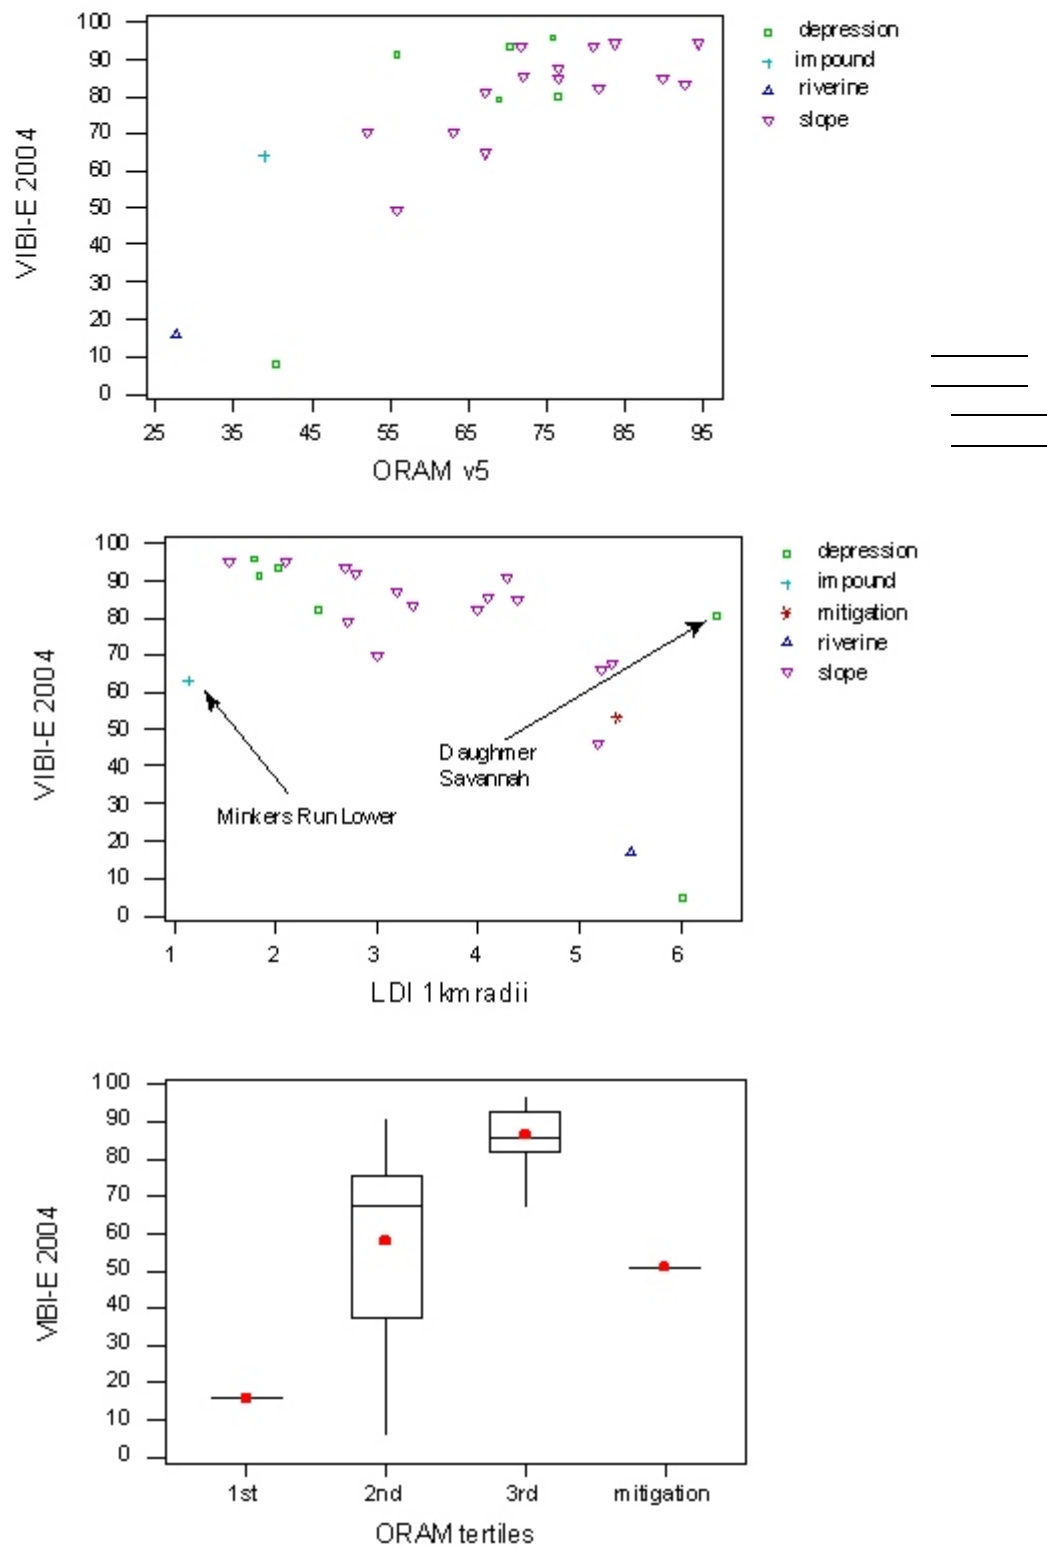 100
90
80
70
60
50
40
30
20
10
0
VIBI-E 2004
25 35 45 55 65 75 85 95
ORAM v5
depression
impound
riverine
slope
100
90
80
70
60
50
40
30
20
10
0
VIBI-E 2004
Daughmer
Savannah
Minkers Run Lower
1 2 3 4 5 6
LDI 1km radii
depression
impound
mitigation
riverine
slope
100
90
80
70
60
50
40
30
20
10
0
VIBI-E 2004
1st 2nd 3rd mitigation
ORAM tertiles